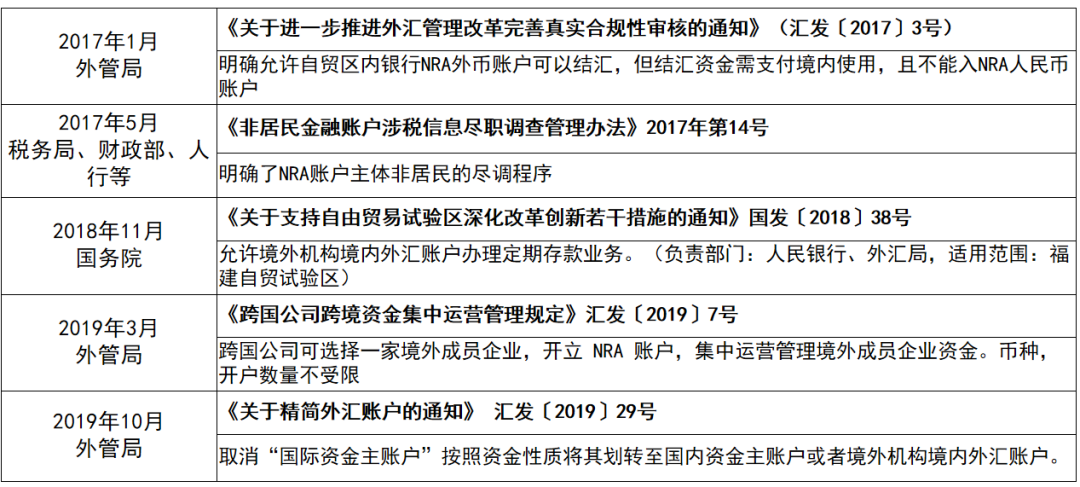 2017年1月
外管局
《关于进一步推进外汇管理改革完善真实合规性审核的通知》（汇发〔2017〕3号）
明确允许自贸区内银行NRA外币账户可以结汇，但结汇资金需支付境内使用，且不能入NRA人民币
账户
2017年5月
税务局、财政部、人
行等
《非居民金融账户涉税信息尽职调查管理办法》2017年第14号
明确了NRA账户主体非居民的尽调程序
2018年11月
国务院
《关于支持自由贸易试验区深化改革创新若干措施的通知》国发〔2018〕38号
允许境外机构境内外汇账户办理定期存款业务。（负责部门：人民银行、外汇局，适用范围：福
建自贸试验区）
2019年3月
外管局
《跨国公司跨境资金集中运营管理规定》汇发〔2019〕7号
跨国公司可选择一家境外成员企业，开立 NRA 账户，集中运营管理境外成员企业资金。币种，
开户数量不受限
2019年10月
外管局
《关于精简外汇账户的通知》 汇发〔2019〕29号
取消“国际资金主账户”按照资金性质将其划转至国内资金主账户或者境外机构境内外汇账户。